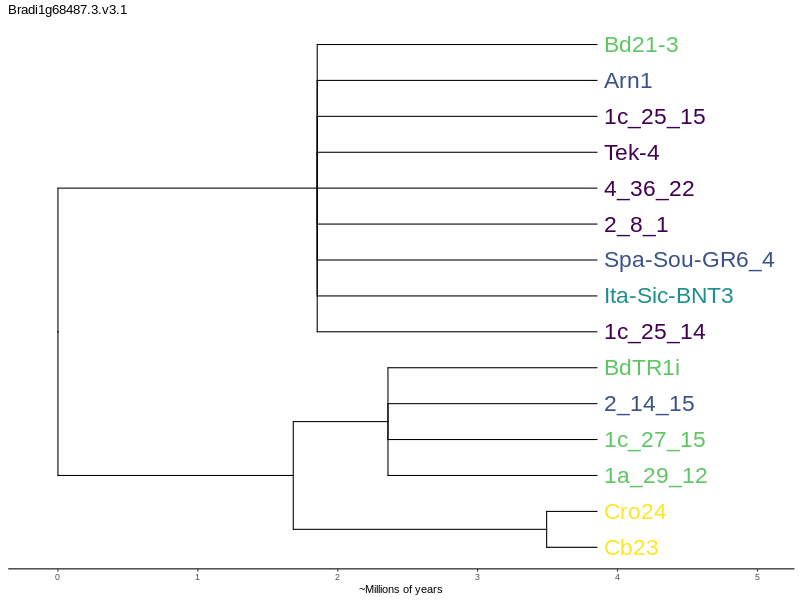 Bradi1g68487.3.v3.1
Bd21-3
Arn1
1c_25_15
Tek-4
4_36_22
2_8_1
Spa-Sou-GR6_4
Ita-Sic-BNT3
1c_25_14
BdTR1i
2_14_15
1c_27_15
1a_29_12
Cro24
Cb23
0 1 2 3 4 5
~Millions of years